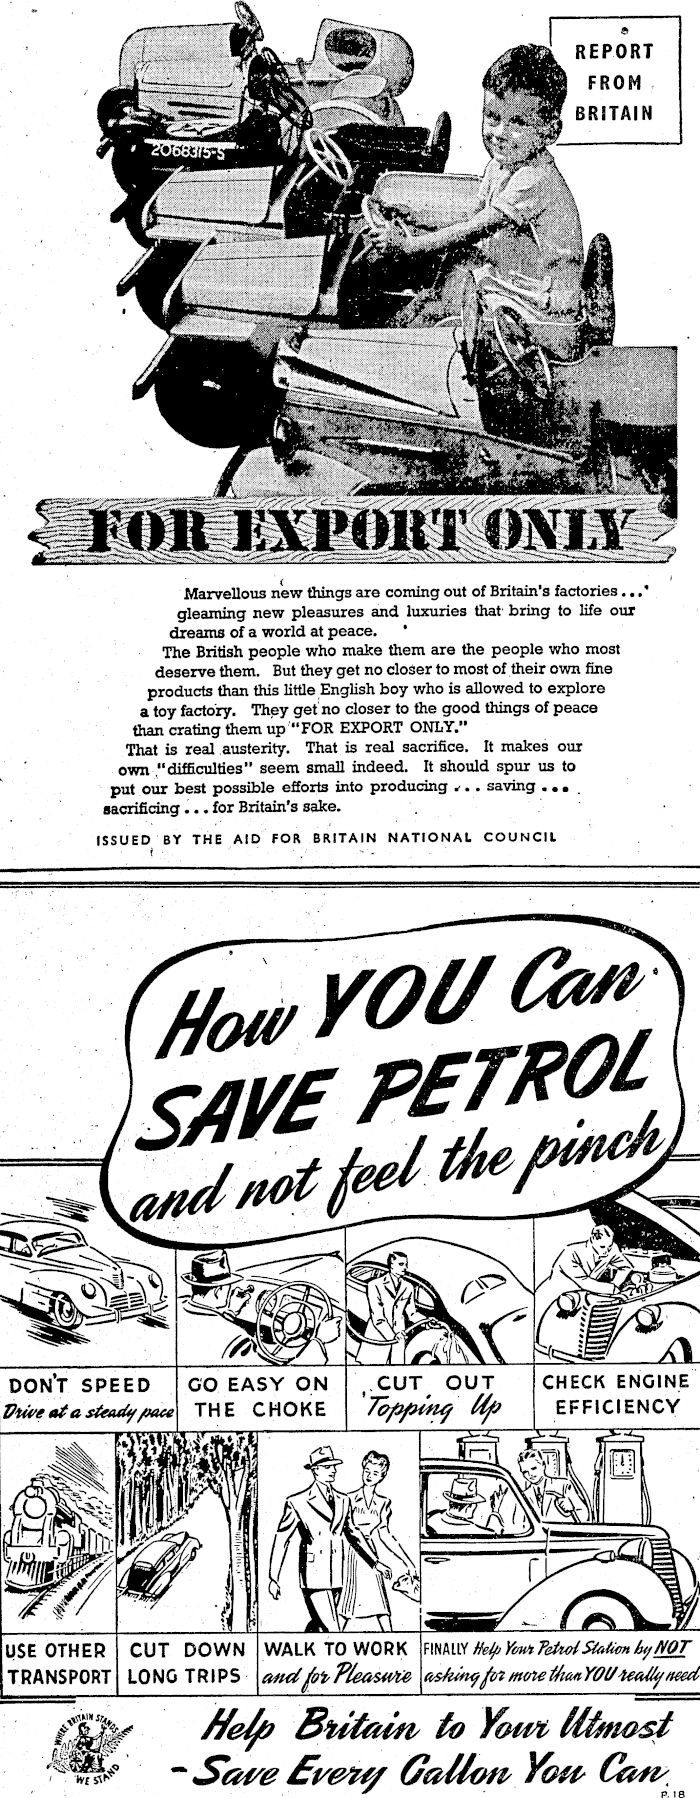 REPORT
FROM
BRITAIN
2068315-S
FOR EXPORT ONLY
Marvellous new things are coming out of Britain's factories . . .
gleaming new pleasures and luxuries that bring to life our
dreams of a world at peace.
The British people who make them are the people who most
deserve them. But they get no closer to most of their own fine
products than this little English boy who is allowed to explore
a toy factory. They get no closer to the good things of peace
than crating them up "FOR EXPORT ONLY."
That is real austerity. That is real sacrifice. It makes our
own "difficulties" seem small indeed. It should spur us to
put our best possible efforts into producing . . . saving . . .
sacrificing . . . for Britain's sake.
ISSUED BY THE AID FOR BRITAIN NATIONAL COUNCIL
How YOU Can
SAVE PETROL
and not feel the pinch
DON'T SPEED
Drive at a steady pace
GO EASY ON
THE CHOKE
CUT OUT
'Topping Up
CHECK ENGINE
EFFICIENCY
USE OTHER
TRANSPORT
CUT DOWN
LONG TRIPS
WALK TO WORK
and for Pleasure
FINALLY Help Your Petrol Station by NOT
asking for more than YOU really need
WHERE BRITAIN STANDS
WE STAND
Help Britain to Your Utmost
-Save Every Gallon You Can
P. 18